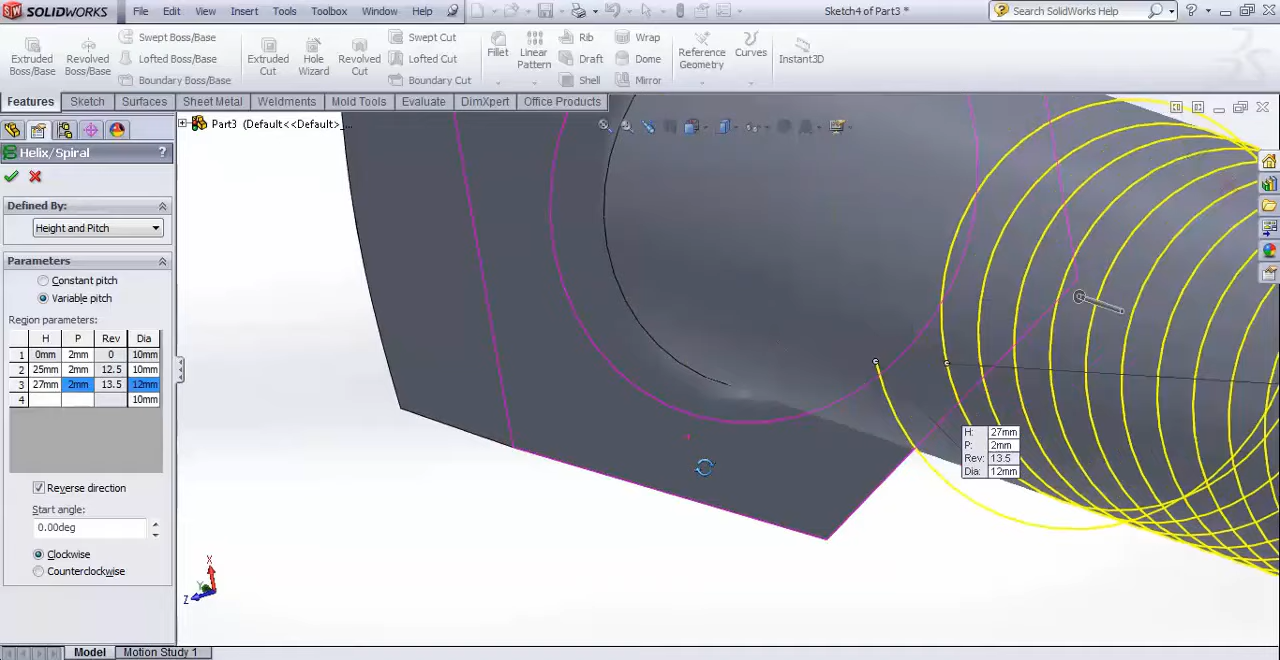 SOLIDWORKS File Edit View Insert Tools Toolbox Window Help Sketch4 of Part3 * Search SolidWorks Help
Extruded Boss/Base Revolved Boss/Base Swept Boss/Base Lofted Boss/Base Boundary Boss/Base Extruded Cut Hole Wizard Revolved Cut Swept Cut Lofted Cut Boundary Cut Fillet Linear Pattern Rib Draft Shell Wrap Dome Mirror Reference Geometry Curves Instant3D
Features Sketch Surfaces Sheet Metal Weldments Mold Tools Evaluate DimXpert Office Products
Part3 (Default<<Default>_...
Helix/Spiral ?
Defined By:
Height and Pitch
Parameters
Constant pitch
Variable pitch
Region parameters:
H P Rev Dia
1 0mm 2mm 0 10mm
2 25mm 2mm 12.5 10mm
3 27mm 2mm 13.5 12mm
4 10mm
Reverse direction
Start angle:
0.00deg
Clockwise
Counterclockwise
H: 27mm
P: 2mm
Rev: 13.5
Dia: 12mm
X
Y
Z
Model Motion Study 1